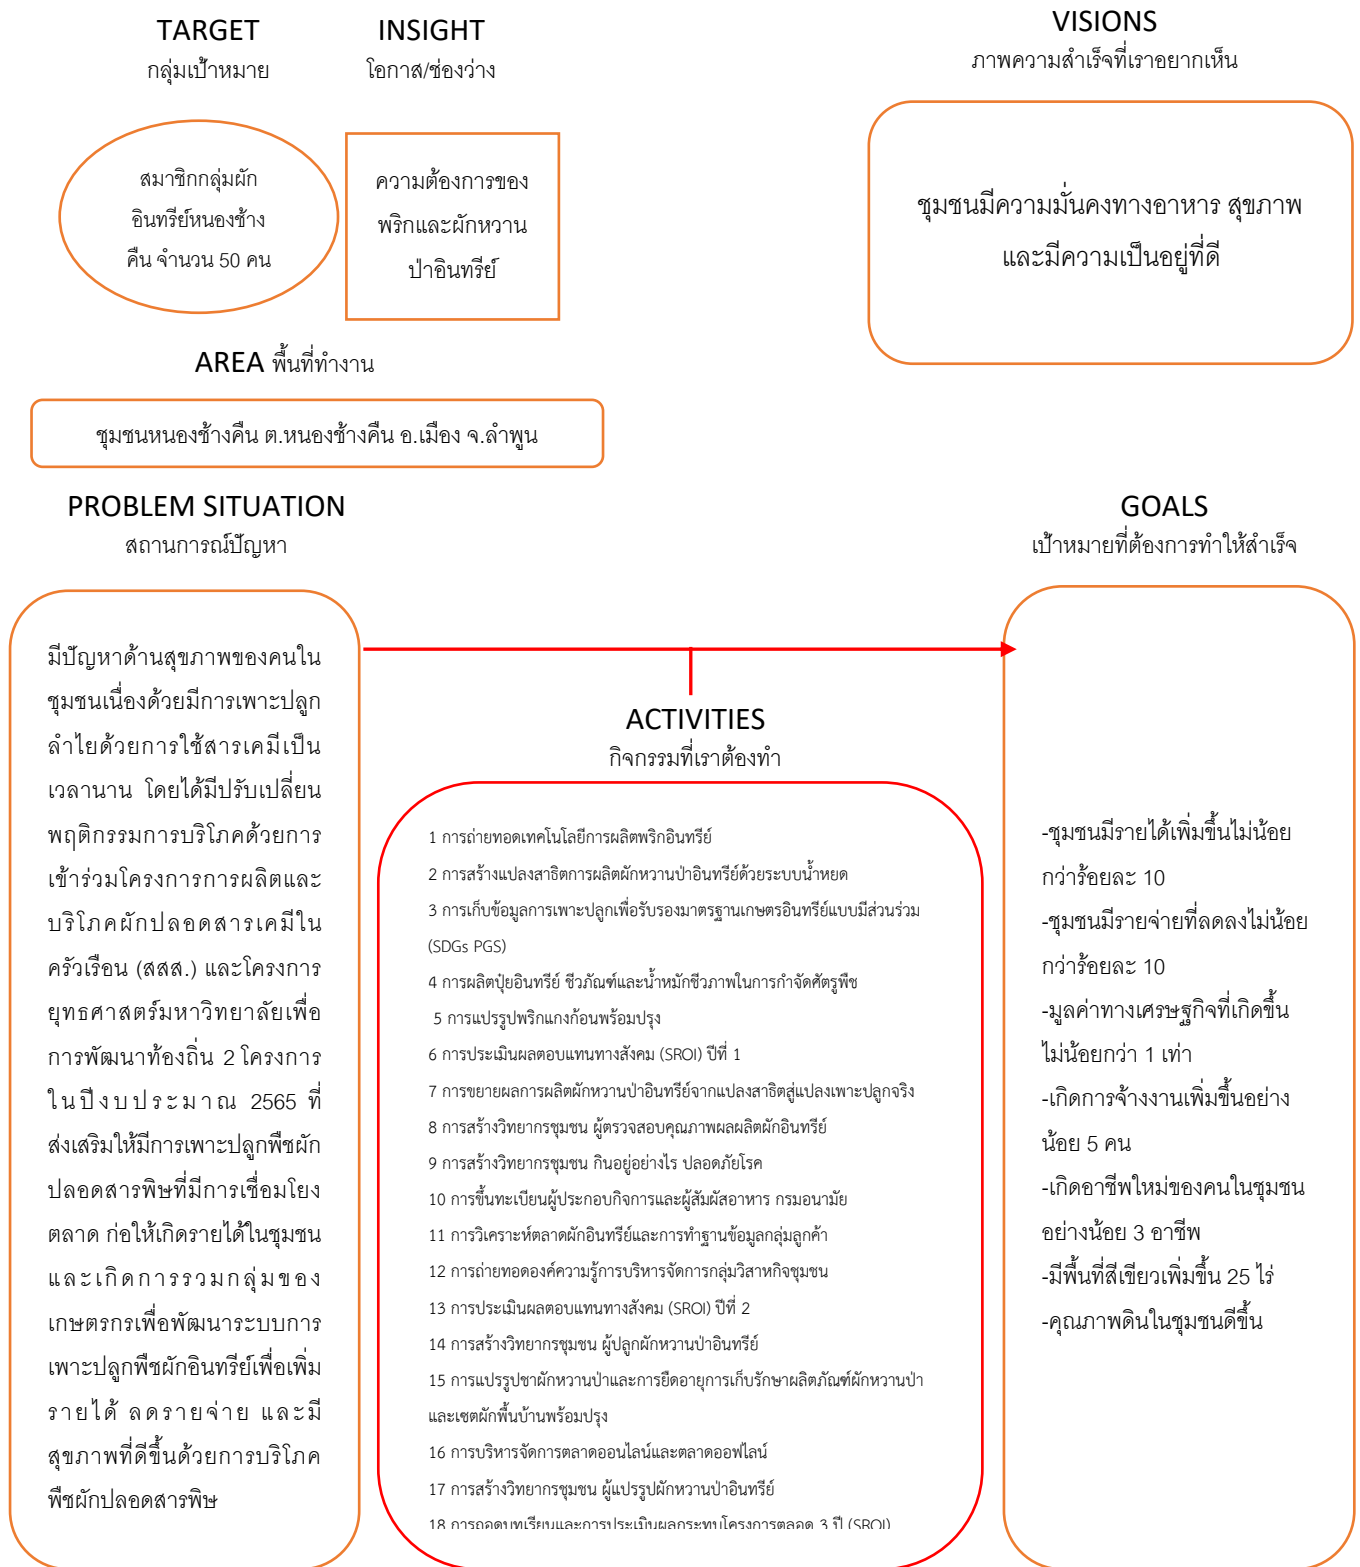 TARGET
กลุ่มเป้าหมาย
INSIGHT
โอกาส/ช่องว่าง
VISIONS
ภาพความสำเร็จที่เราอยากเห็น
สมาชิกกลุ่มผัก
อินทรีย์หนองช้าง
คืน จำนวน 50 คน
ความต้องการของ
พริกและผักหวาน
ป่าอินทรีย์
ชุมชนมีความมั่นคงทางอาหาร สุขภาพ
และมีความเป็นอยู่ที่ดี
AREA พื้นที่ทำงาน
ชุมชนหนองช้างคืน ต.หนองช้างคืน อ.เมือง จ.ลำพูน
PROBLEM SITUATION
สถานการณ์ปัญหา
มีปัญหาด้านสุขภาพของคนใน
ชุมชนเนื่องด้วยมีการเพาะปลูก
ลำไยด้วยการใช้สารเคมีเป็น
เวลานาน โดยได้มีปรับเปลี่ยน
พฤติกรรมการบริโภคด้วยการ
เข้าร่วมโครงการการผลิตและ
บริโภคผักปลอดสารเคมีใน
ครัวเรือน (สสส.) และโครงการ
ยุทธศาสตร์มหาวิทยาลัยเพื่อ
การพัฒนาท้องถิ่น 2 โครงการ
ในปีงบประมาณ 2565 ที่
ส่งเสริมให้มีการเพาะปลูกพืชผัก
ปลอดสารพิษที่มีการเชื่อมโยง
ตลาด ก่อให้เกิดรายได้ในชุมชน
และเกิดการรวมกลุ่มของ
เกษตรกรเพื่อพัฒนาระบบการ
เพาะปลูกพืชผักอินทรีย์เพื่อเพิ่ม
รายได้ ลดรายจ่าย และมี
สุขภาพที่ดีขึ้นด้วยการบริโภค
พืชผักปลอดสารพิษ
ACTIVITIES
กิจกรรมที่เราต้องทำ
1 การถ่ายทอดเทคโนโลยีการผลิตพริกอินทรีย์
2 การสร้างแปลงสาธิตการผลิตผักหวานป่าอินทรีย์ด้วยระบบน้ำหยด
3 การเก็บข้อมูลการเพาะปลูกเพื่อรับรองมาตรฐานเกษตรอินทรีย์แบบมีส่วนร่วม
(SDGs PGS)
4 การผลิตปุ๋ยอินทรีย์ ชีวภัณฑ์และน้ำหมักชีวภาพในการกำจัดศัตรูพืช
5 การแปรรูปพริกแกงก้อนพร้อมปรุง
6 การประเมินผลตอบแทนทางสังคม (SROI) ปีที่ 1
7 การขยายผลการผลิตผักหวานป่าอินทรีย์จากแปลงสาธิตสู่แปลงเพาะปลูกจริง
8 การสร้างวิทยากรชุมชน ผู้ตรวจสอบคุณภาพผลผลิตผักอินทรีย์
9 การสร้างวิทยากรชุมชน กินอยู่อย่างไร ปลอดภัยโรค
10 การขึ้นทะเบียนผู้ประกอบกิจการและผู้สัมผัสอาหาร กรมอนามัย
11 การวิเคราะห์ตลาดผักอินทรีย์และการทำฐานข้อมูลกลุ่มลูกค้า
12 การถ่ายทอดองค์ความรู้การบริหารจัดการกลุ่มวิสาหกิจชุมชน
13 การประเมินผลตอบแทนทางสังคม (SROI) ปีที่ 2
14 การสร้างวิทยากรชุมชน ผู้ปลูกผักหวานป่าอินทรีย์
15 การแปรรูปชาผักหวานป่าและการยืดอายุการเก็บรักษาผลิตภัณฑ์ผักหวานป่า
และเซตผักพื้นบ้านพร้อมปรุง
16 การบริหารจัดการตลาดออนไลน์และตลาดออฟไลน์
17 การสร้างวิทยากรชุมชน ผู้แปรรูปผักหวานป่าอินทรีย์
18 การถอดบทเรียนและการประเมินผลกระทบโครงการตลอด 3 ปี (SROI)
GOALS
เป้าหมายที่ต้องการทำให้สำเร็จ
-ชุมชนมีรายได้เพิ่มขึ้นไม่น้อย
กว่าร้อยละ 10
-ชุมชนมีรายจ่ายที่ลดลงไม่น้อย
กว่าร้อยละ 10
-มูลค่าทางเศรษฐกิจที่เกิดขึ้น
ไม่น้อยกว่า 1 เท่า
-เกิดการจ้างงานเพิ่มขึ้นอย่าง
น้อย 5 คน
-เกิดอาชีพใหม่ของคนในชุมชน
อย่างน้อย 3 อาชีพ
-มีพื้นที่สีเขียวเพิ่มขึ้น 25 ไร่
-คุณภาพดินในชุมชนดีขึ้น